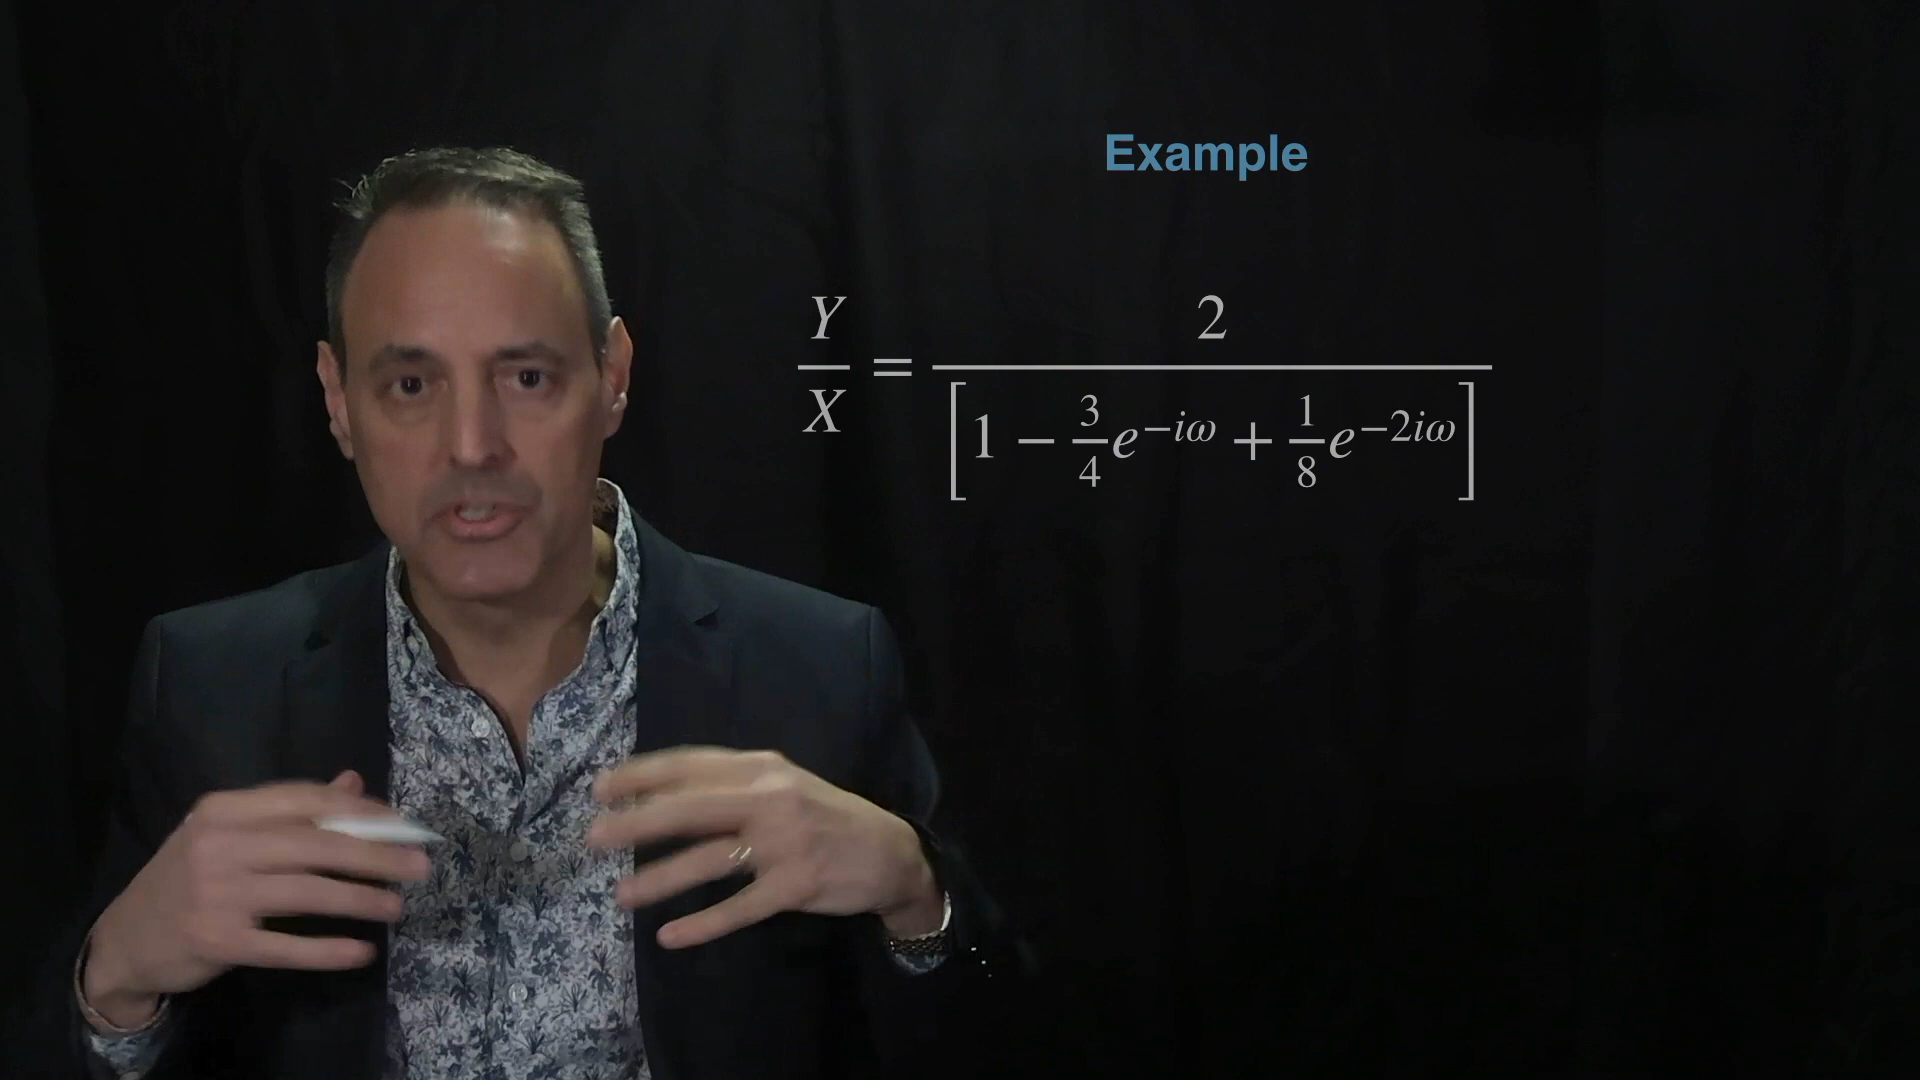 Example
Y/X = 2/[1 − 3/4 e^{−iω} + 1/8 e^{−2iω}]